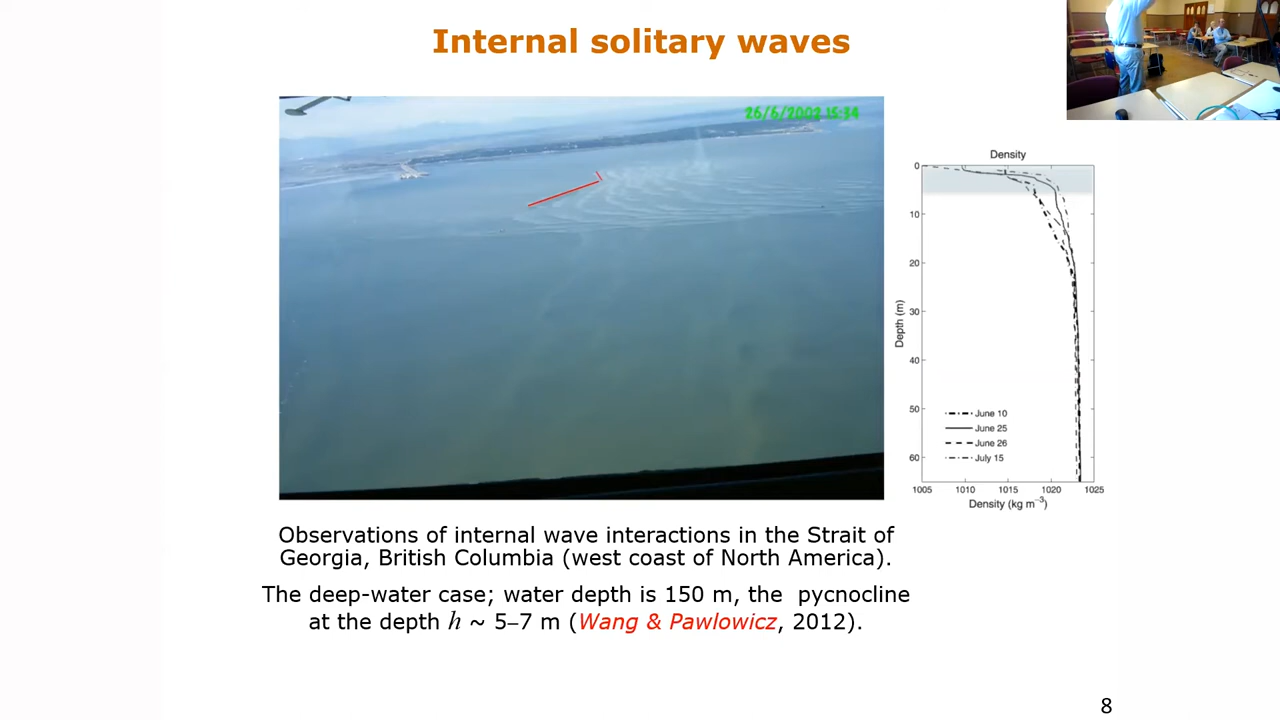 Internal solitary waves
26/6/2002 15:34
Density
0
10
20
30
40
50
60
Depth (m)
June 10
June 25
June 26
July 15
1005 1010 1015 1020 1025
Density (kg m⁻³)
Observations of internal wave interactions in the Strait of
Georgia, British Columbia (west coast of North America).
The deep-water case; water depth is 150 m, the pycnocline
at the depth h ~ 5–7 m (Wang & Pawlowicz, 2012).
8